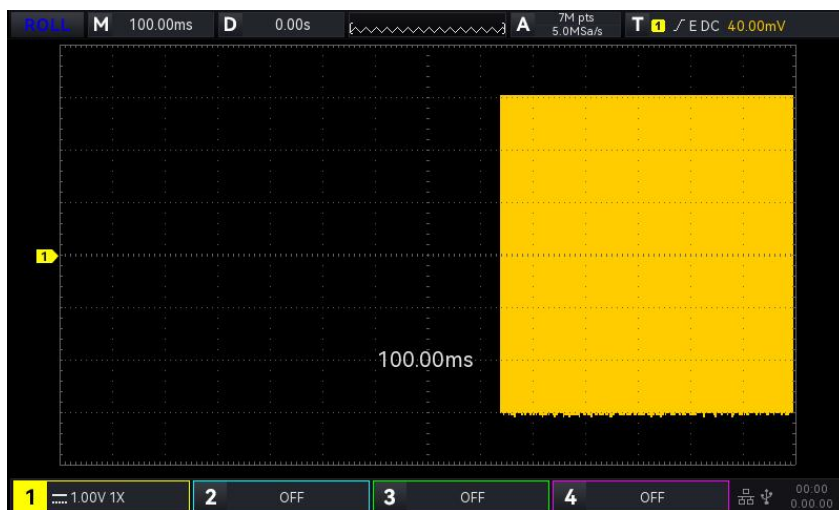 ROLL M 100.00ms D 0.00s A 7M pts T 1 E DC 40.00mV
5.0MSa/s
1
100.00ms
1 1.00V 1X 2 OFF 3 OFF 4 OFF 00:00
0.00.00